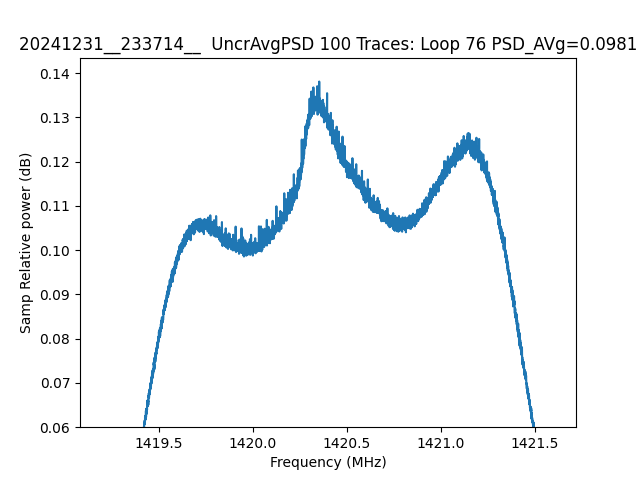 20241231__233714__ UncrAvgPSD 100 Traces: Loop 76 PSD_AVg=0.0981
0.14
0.13
0.12
0.11
0.10
0.09
0.08
0.07
0.06
Samp Relative power (dB)
1419.5 1420.0 1420.5 1421.0 1421.5
Frequency (MHz)